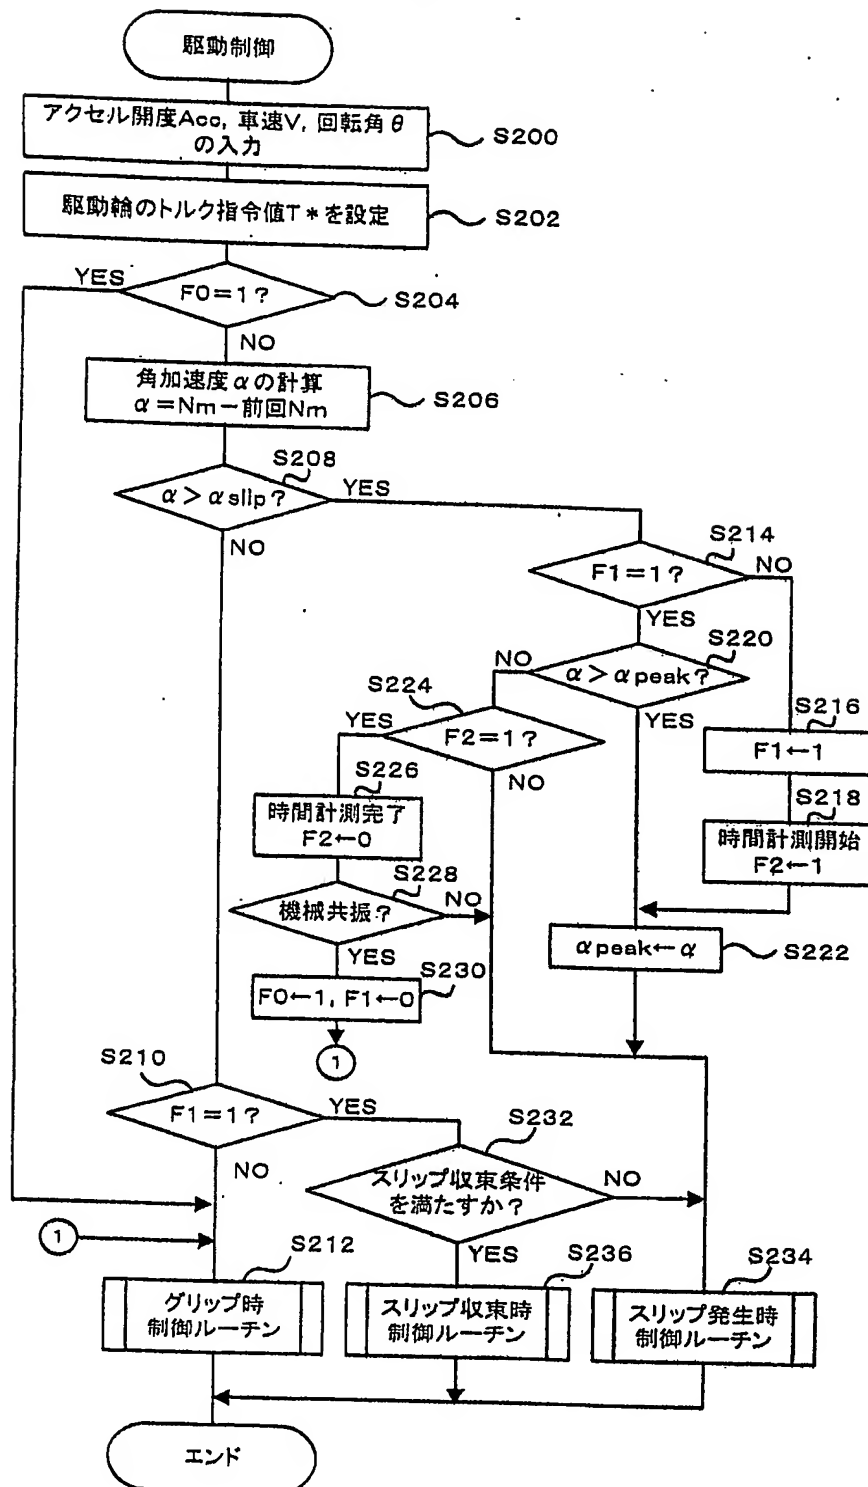 駆動制御
アクセル開度Acc, 車速V, 回転角θ
の入力
S200
駆動輪のトルク指令値T*を設定
S202
YES
F0=1?
S204
NO
角加速度αの計算
α=Nm−前回Nm
S206
S208
α>αslip?
YES
NO
S214
F1=1?
NO
YES
S220
NO
α>αpeak?
S224
YES
S216
YES
F2=1?
F1←1
S226
NO
S218
時間計測完了
F2←0
時間計測開始
F2←1
S228
機械共振?
NO
YES
αpeak←α
S222
S230
F0←1, F1←0
1
S210
F1=1?
YES
S232
NO
スリップ収束条件
を満たすか?
NO
1
S212
YES
S236
S234
グリップ時
制御ルーチン
スリップ収束時
制御ルーチン
スリップ発生時
制御ルーチン
エンド